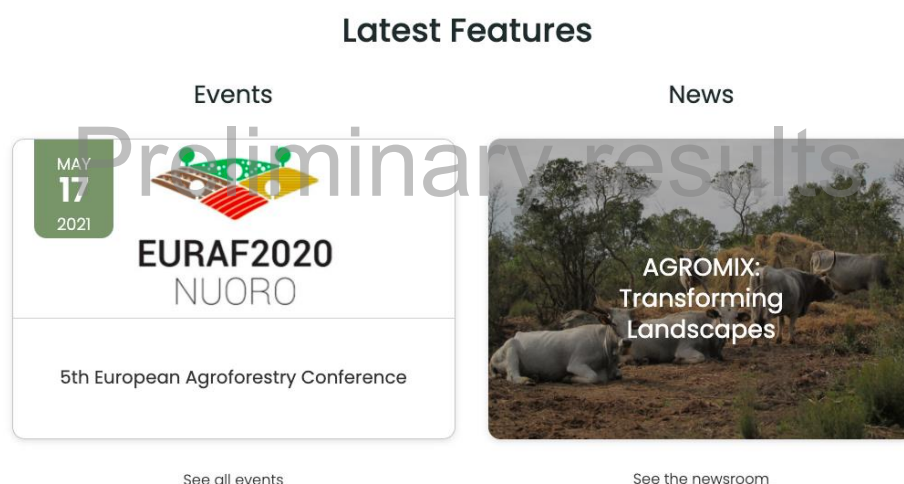 Latest Features
Events
News
Preliminary results
MAY
17
2021
EURAF2020
NUORO
5th European Agroforestry Conference
See all events
AGROMIX:
Transforming
Landscapes
See the newsroom